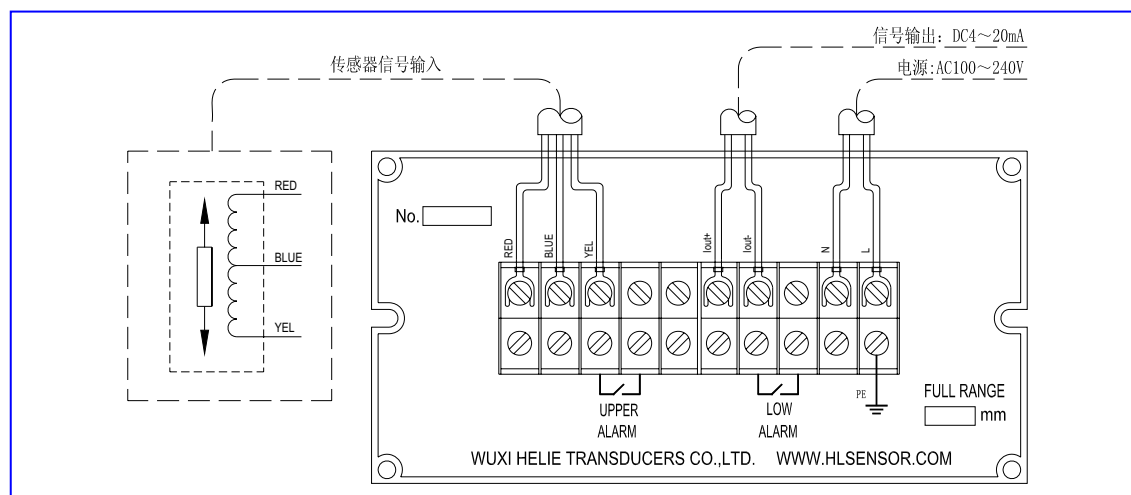 信号输出: DC4～20mA
传感器信号输入
电源:AC100～240V
RED
BLUE
YEL
No.
RED
BLUE
YEL
Iout+
Iout-
N
L
UPPER
ALARM
LOW
ALARM
PE
FULL RANGE
mm
WUXI HELIE TRANSDUCERS CO.,LTD. WWW.HLSENSOR.COM